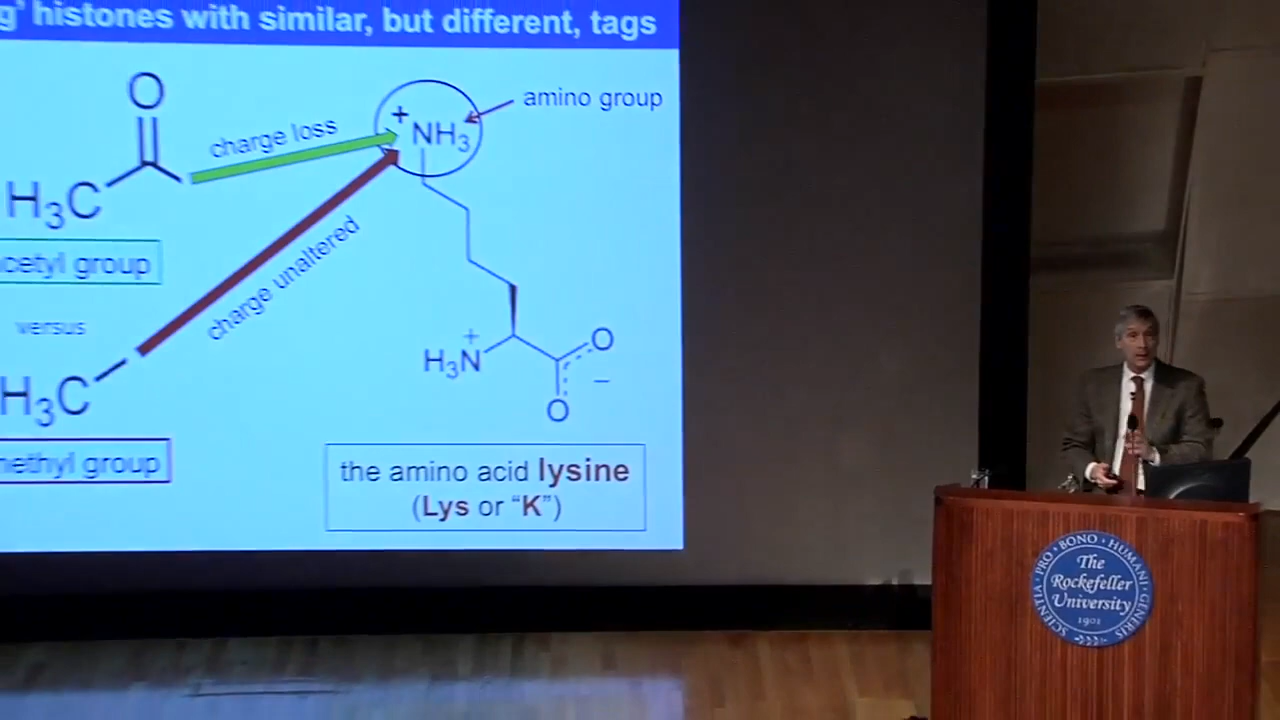 g' histones with similar, but different, tags
O
charge loss
+
NH3
amino group
H3C
cetyl group
charge unaltered
versus
H3C
methyl group
+
H3N
O
−
O
the amino acid lysine
(Lys or “K”)
PRO • BONO • HUMANI • GENERIS
SCIENTIA
The
Rockefeller
University
1901